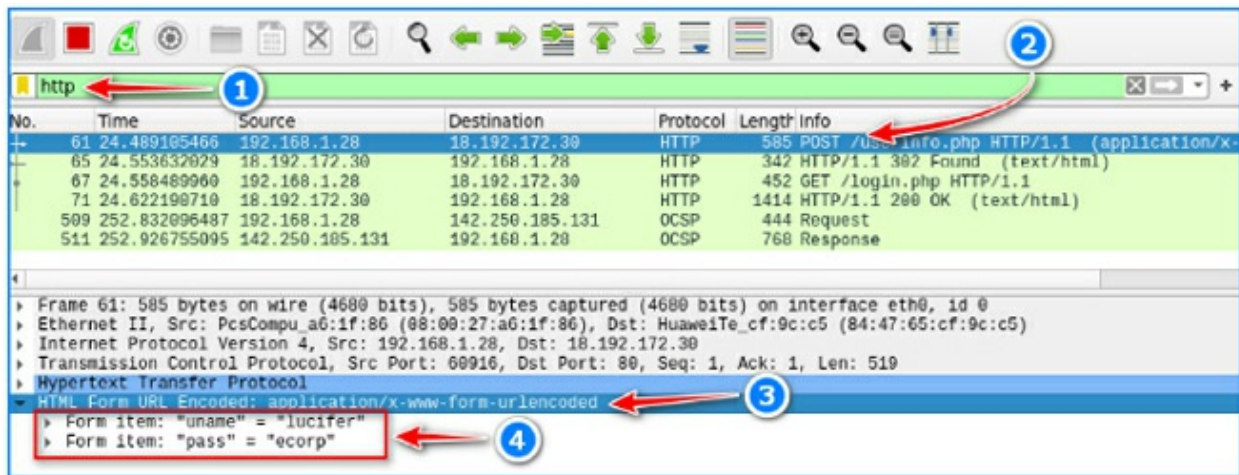 2
http
1
No. Time Source Destination Protocol Length Info
61 24.489105466 192.168.1.28 18.192.172.30 HTTP 585 POST info.php HTTP/1.1 (application/x-
65 24.553632029 18.192.172.30 192.168.1.28 HTTP 342 HTTP/1.1 302 Found (text/html)
67 24.558489960 192.168.1.28 18.192.172.30 HTTP 452 GET /login.php HTTP/1.1
71 24.622190710 18.192.172.30 192.168.1.28 HTTP 1414 HTTP/1.1 200 OK (text/html)
509 252.832096487 192.168.1.28 142.250.185.131 OCSP 444 Request
511 252.926755095 142.250.185.131 192.168.1.28 OCSP 768 Response
Frame 61: 585 bytes on wire (4680 bits), 585 bytes captured (4680 bits) on interface eth0, id 0
Ethernet II, Src: PcsCompu_a6:1f:86 (08:00:27:a6:1f:86), Dst: HuaweiTe_cf:9c:c5 (84:47:65:cf:9c:c5)
Internet Protocol Version 4, Src: 192.168.1.28, Dst: 18.192.172.30
Transmission Control Protocol, Src Port: 60916, Dst Port: 80, Seq: 1, Ack: 1, Len: 519
Hypertext Transfer Protocol
HTML Form URL Encoded: application/x-www-form-urlencoded
3
Form item: "uname" = "lucifer"
Form item: "pass" = "ecorp"
4